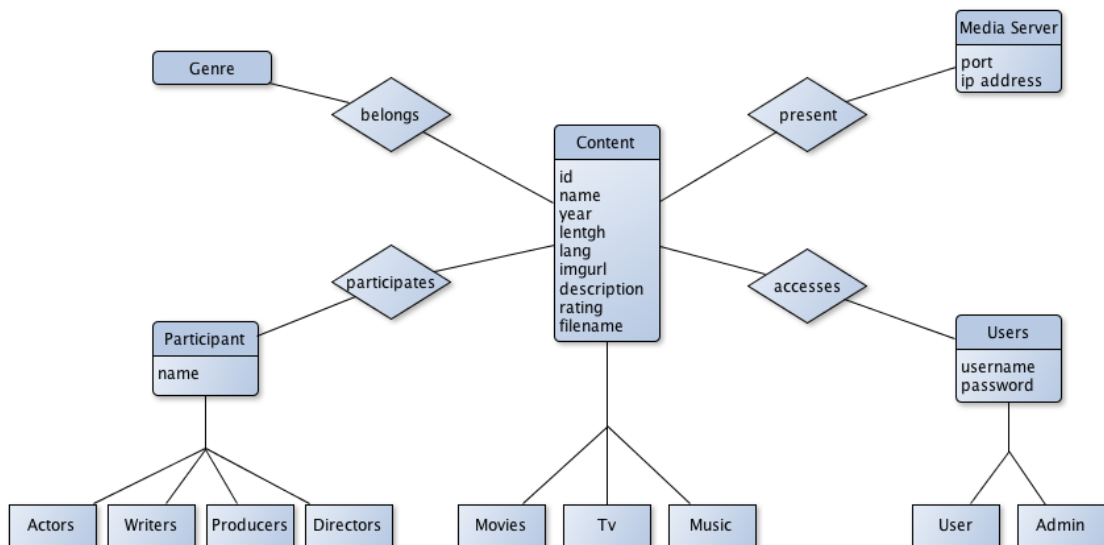 Media Server
port
ip address
Genre
belongs
present
Content
id
name
year
lentgh
lang
imgurl
description
rating
filename
participates
accesses
Participant
name
Users
username
password
Actors
Writers
Producers
Directors
Movies
Tv
Music
User
Admin